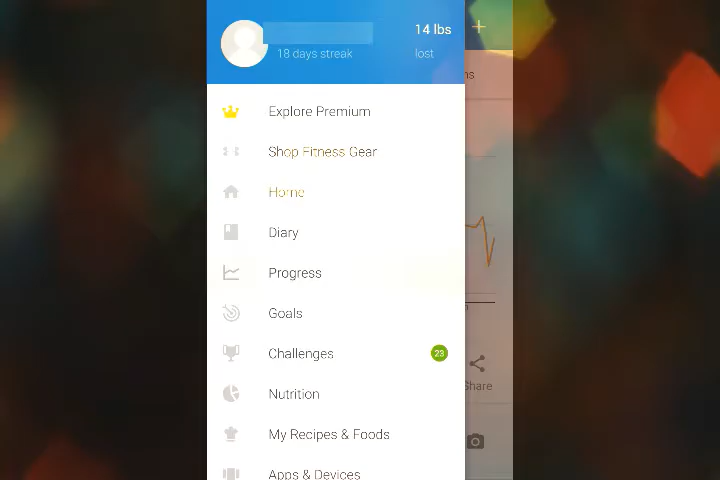 14 lbs
18 days streak
lost
Explore Premium
Shop Fitness Gear
Home
Diary
Progress
Goals
Challenges
23
Nutrition
My Recipes & Foods
Apps & Devices
ns
Share